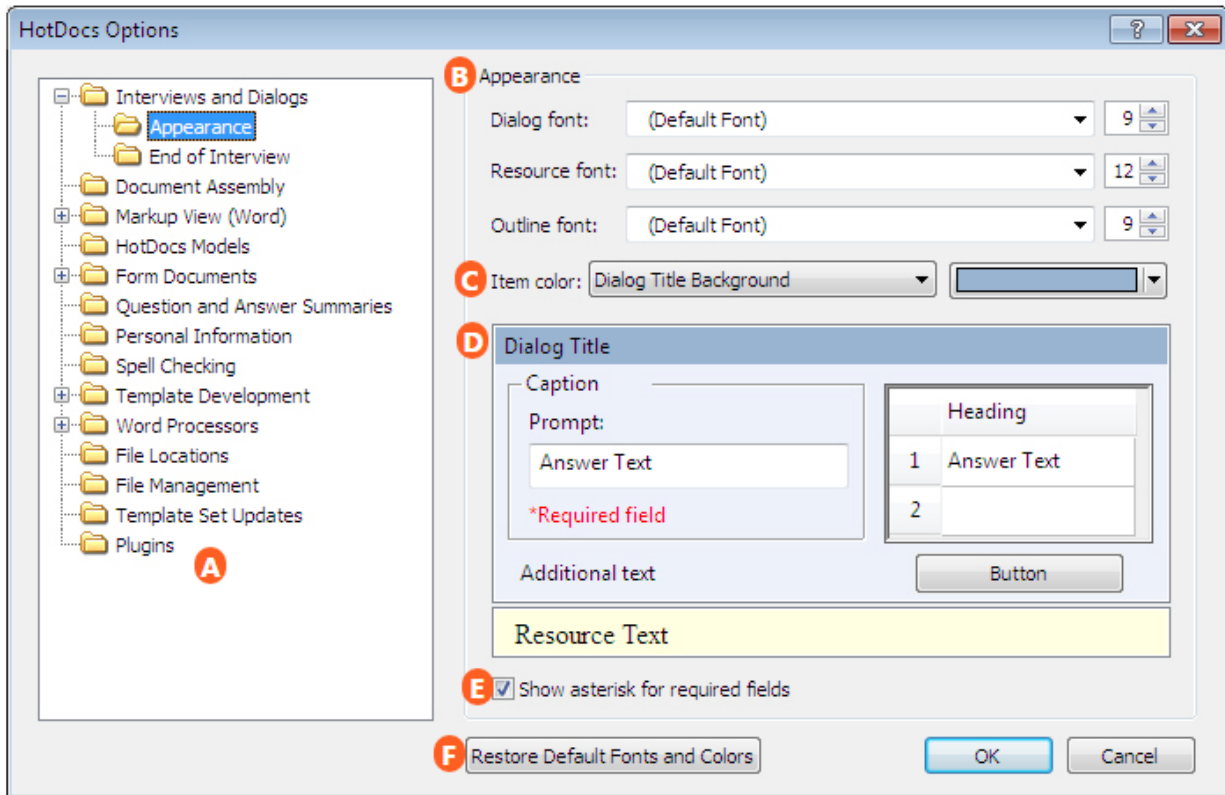 HotDocs Options
?
Interviews and Dialogs
Appearance
End of Interview
Document Assembly
Markup View (Word)
HotDocs Models
Form Documents
Question and Answer Summaries
Personal Information
Spell Checking
Template Development
Word Processors
File Locations
File Management
Template Set Updates
Plugins
A
B Appearance
Dialog font: (Default Font) 9
Resource font: (Default Font) 12
Outline font: (Default Font) 9
C Item color: Dialog Title Background
D Dialog Title
Caption
Prompt:
Answer Text
*Required field
Heading
1 Answer Text
2
Additional text Button
Resource Text
E Show asterisk for required fields
F Restore Default Fonts and Colors OK Cancel